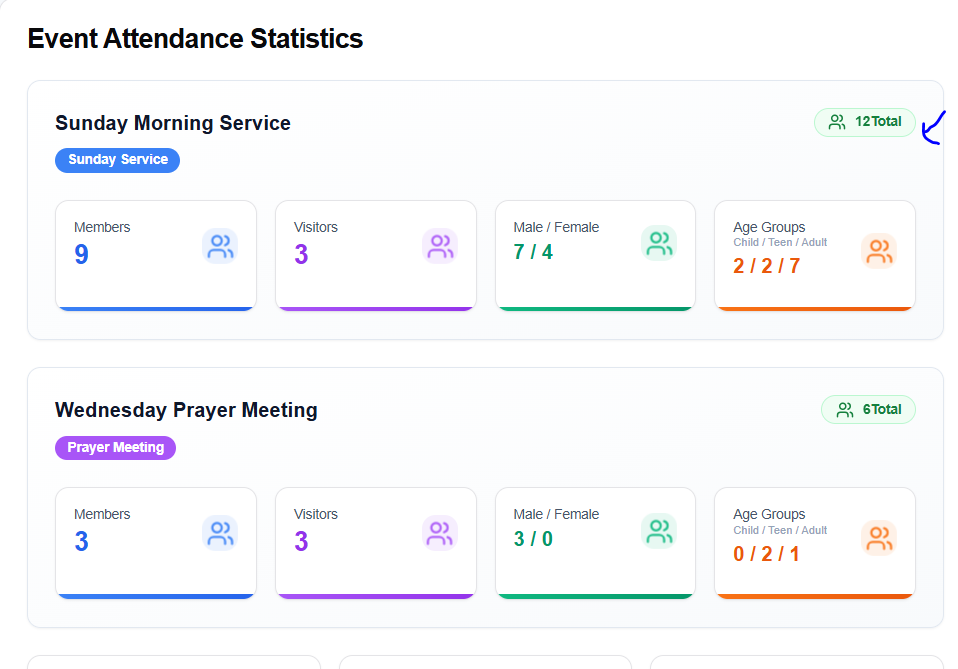 Event Attendance Statistics
Sunday Morning Service
12Total
Sunday Service
Members
9
Visitors
3
Male / Female
7 / 4
Age Groups
Child / Teen / Adult
2 / 2 / 7
Wednesday Prayer Meeting
6Total
Prayer Meeting
Members
3
Visitors
3
Male / Female
3 / 0
Age Groups
Child / Teen / Adult
0 / 2 / 1